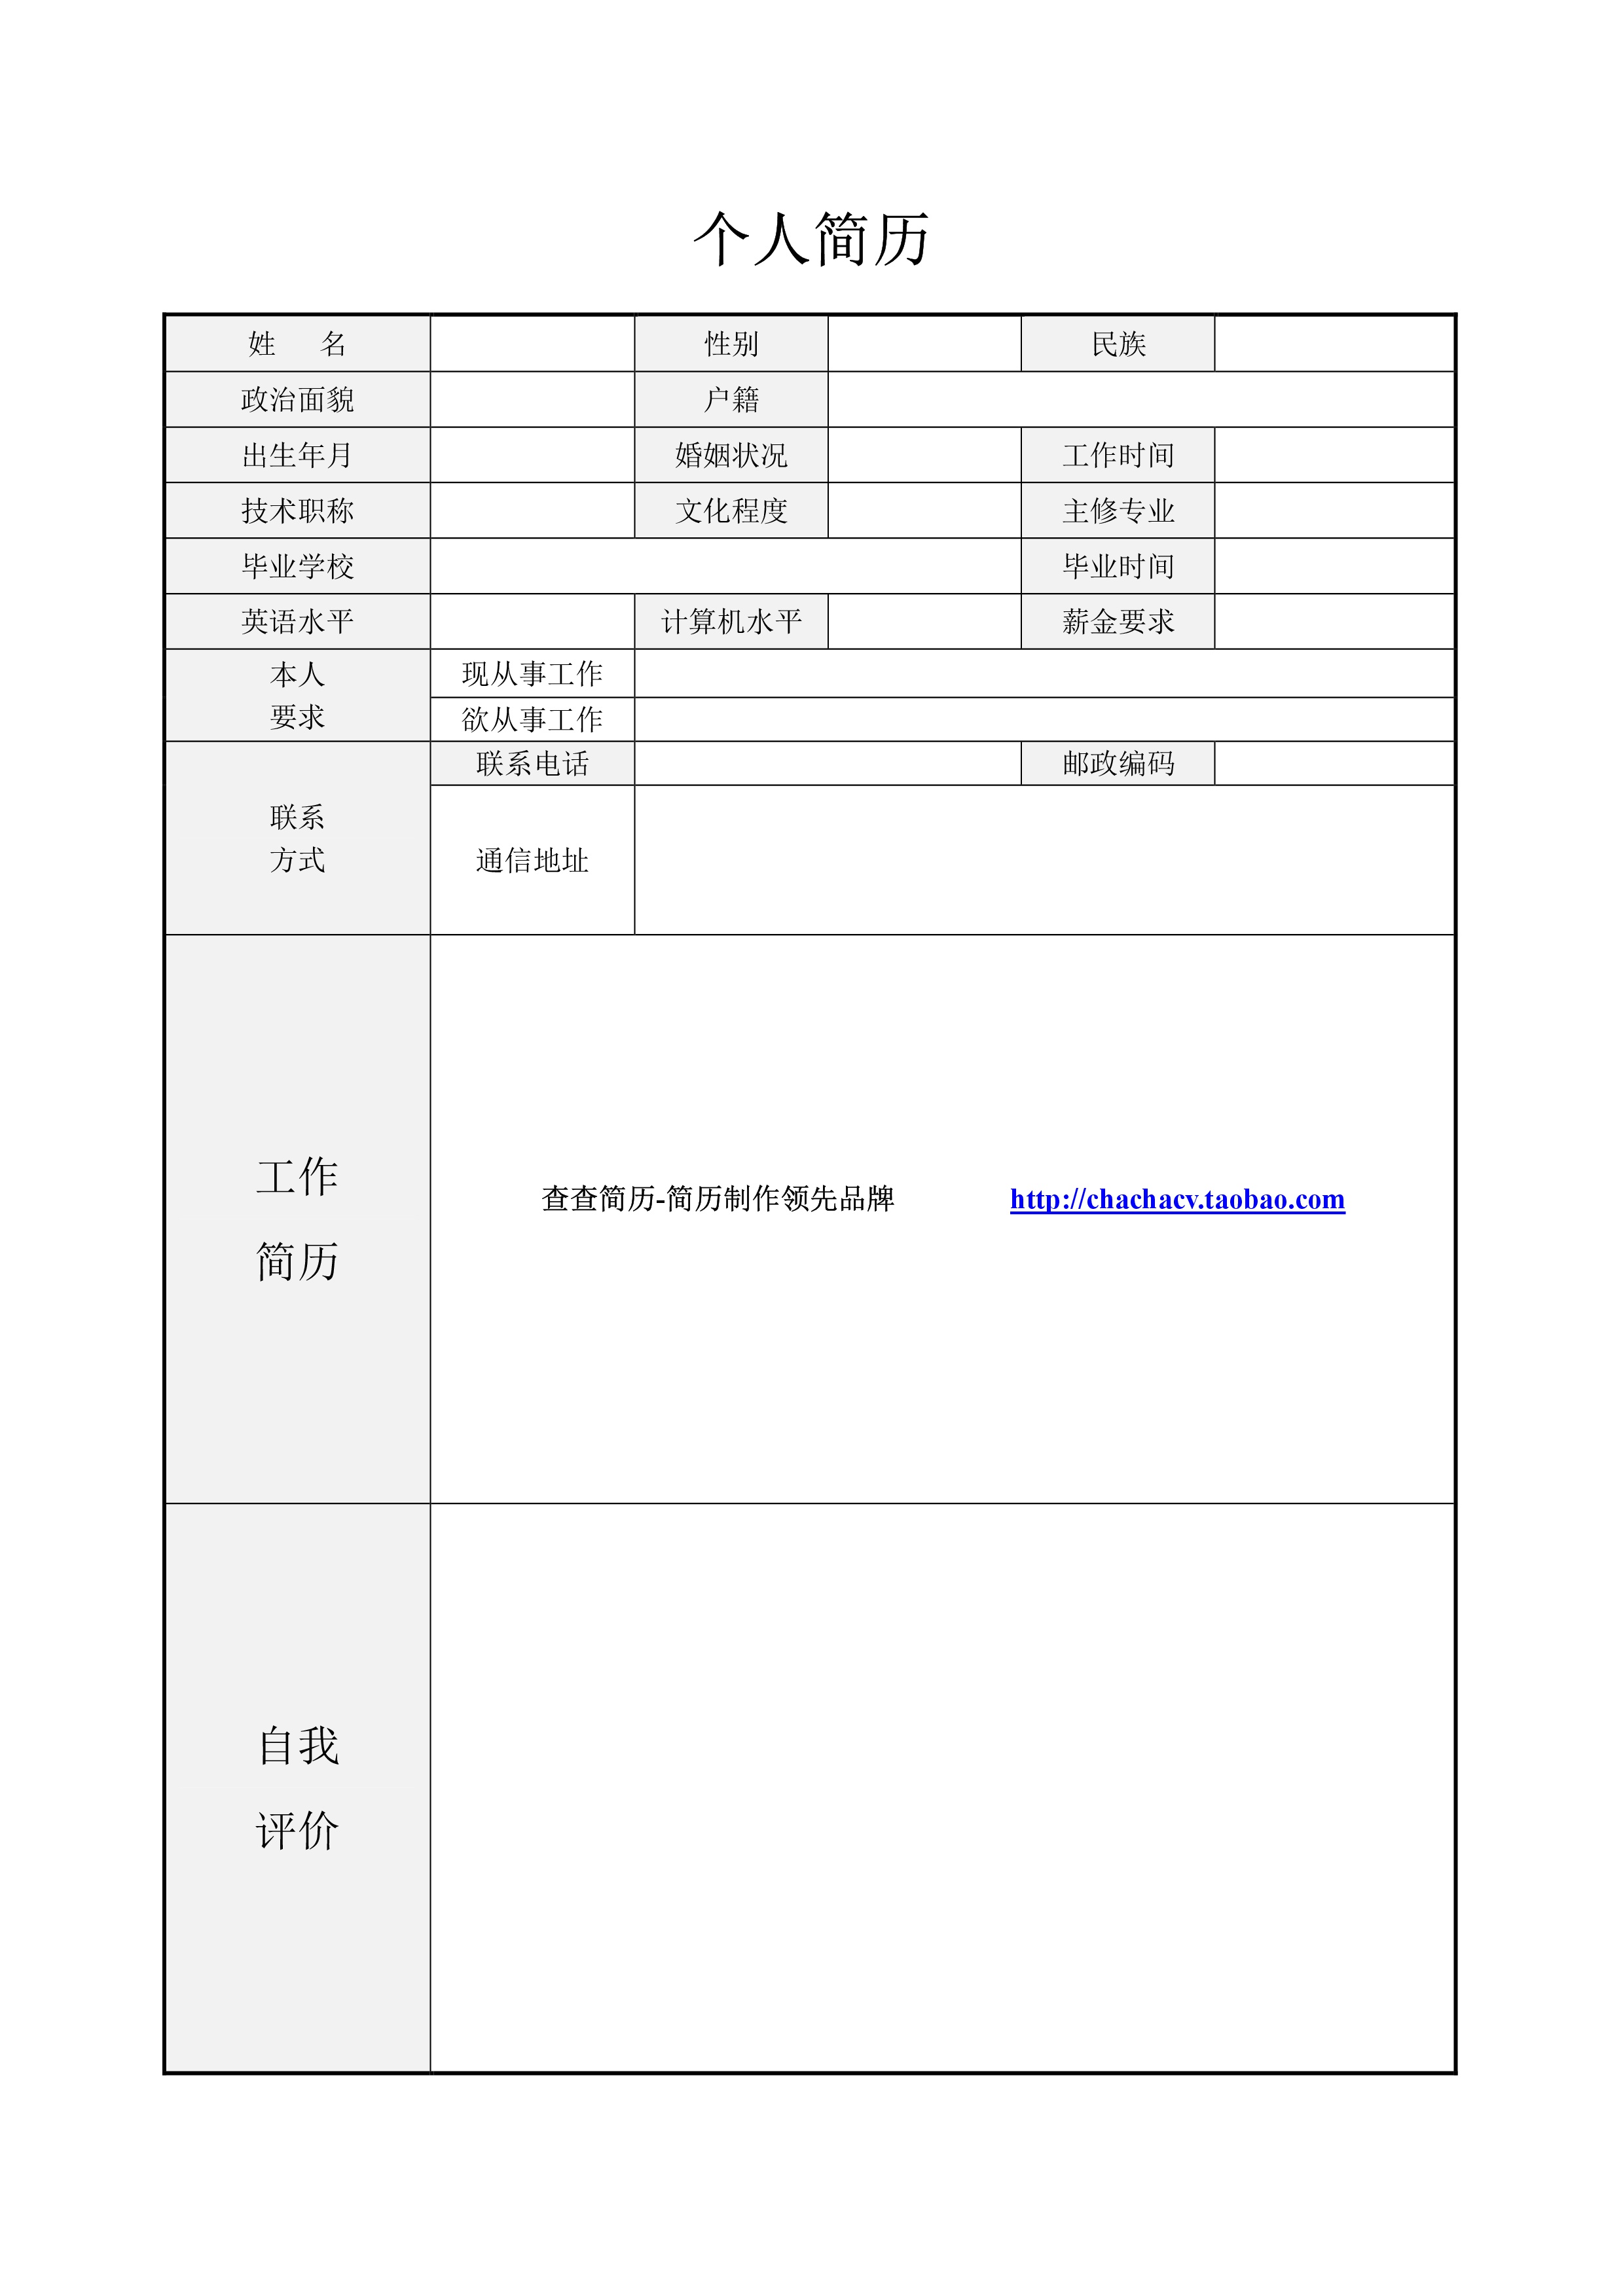 个人简历
姓 名 性别 民族
政治面貌 户籍
出生年月 婚姻状况 工作时间
技术职称 文化程度 主修专业
毕业学校 毕业时间
英语水平 计算机水平 薪金要求
本人
要求
现从事工作
欲从事工作
联系
方式
联系电话 邮政编码
通信地址
工作
简历
查查简历-简历制作领先品牌 http://chachacv.taobao.com
自我
评价